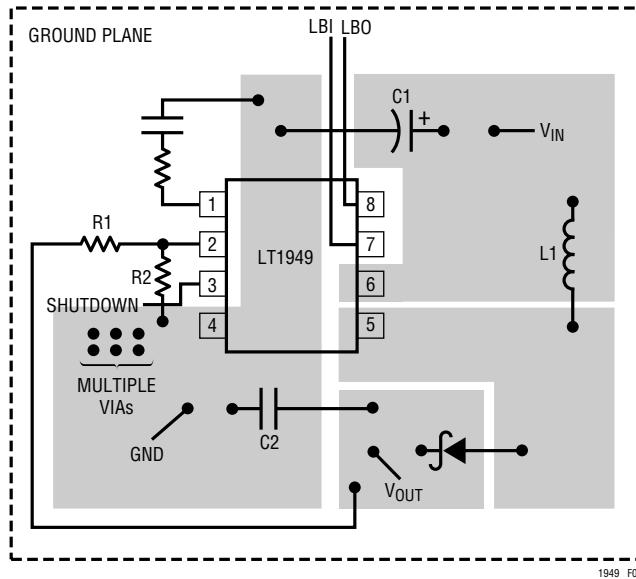 GROUND PLANE
LBI LBO
C1
+
VIN
1
8
R1
2
7
LT1949
L1
R2
3
6
SHUTDOWN
4
5
MULTIPLE
VIAs
GND
C2
VOUT
1949 F0